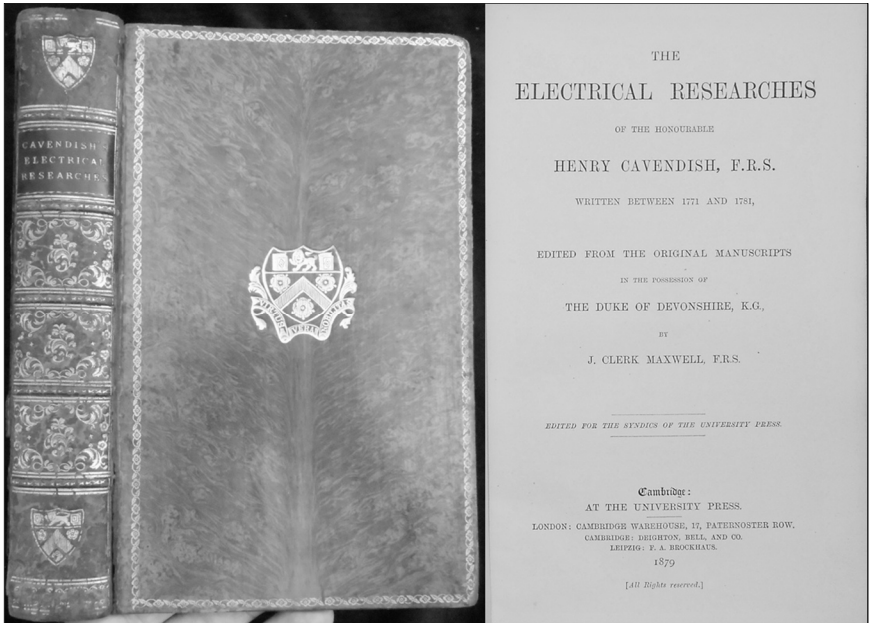 CAVENDISH
ELECTRICAL
RESEARCHES
VIRTUS VERA NOBILITAS
THE
ELECTRICAL RESEARCHES
OF THE HONOURABLE
HENRY CAVENDISH, F.R.S.
WRITTEN BETWEEN 1771 AND 1781,
EDITED FROM THE ORIGINAL MANUSCRIPTS
IN THE POSSESSION OF
THE DUKE OF DEVONSHIRE, K.G.,
BY
J. CLERK MAXWELL, F.R.S.
EDITED FOR THE SYNDICS OF THE UNIVERSITY PRESS.
Cambridge:
AT THE UNIVERSITY PRESS.
LONDON: CAMBRIDGE WAREHOUSE, 17, PATERNOSTER ROW.
CAMBRIDGE: DEIGHTON, BELL, AND CO.
LEIPZIG: F. A. BROCKHAUS.
1879
[All Rights reserved.]